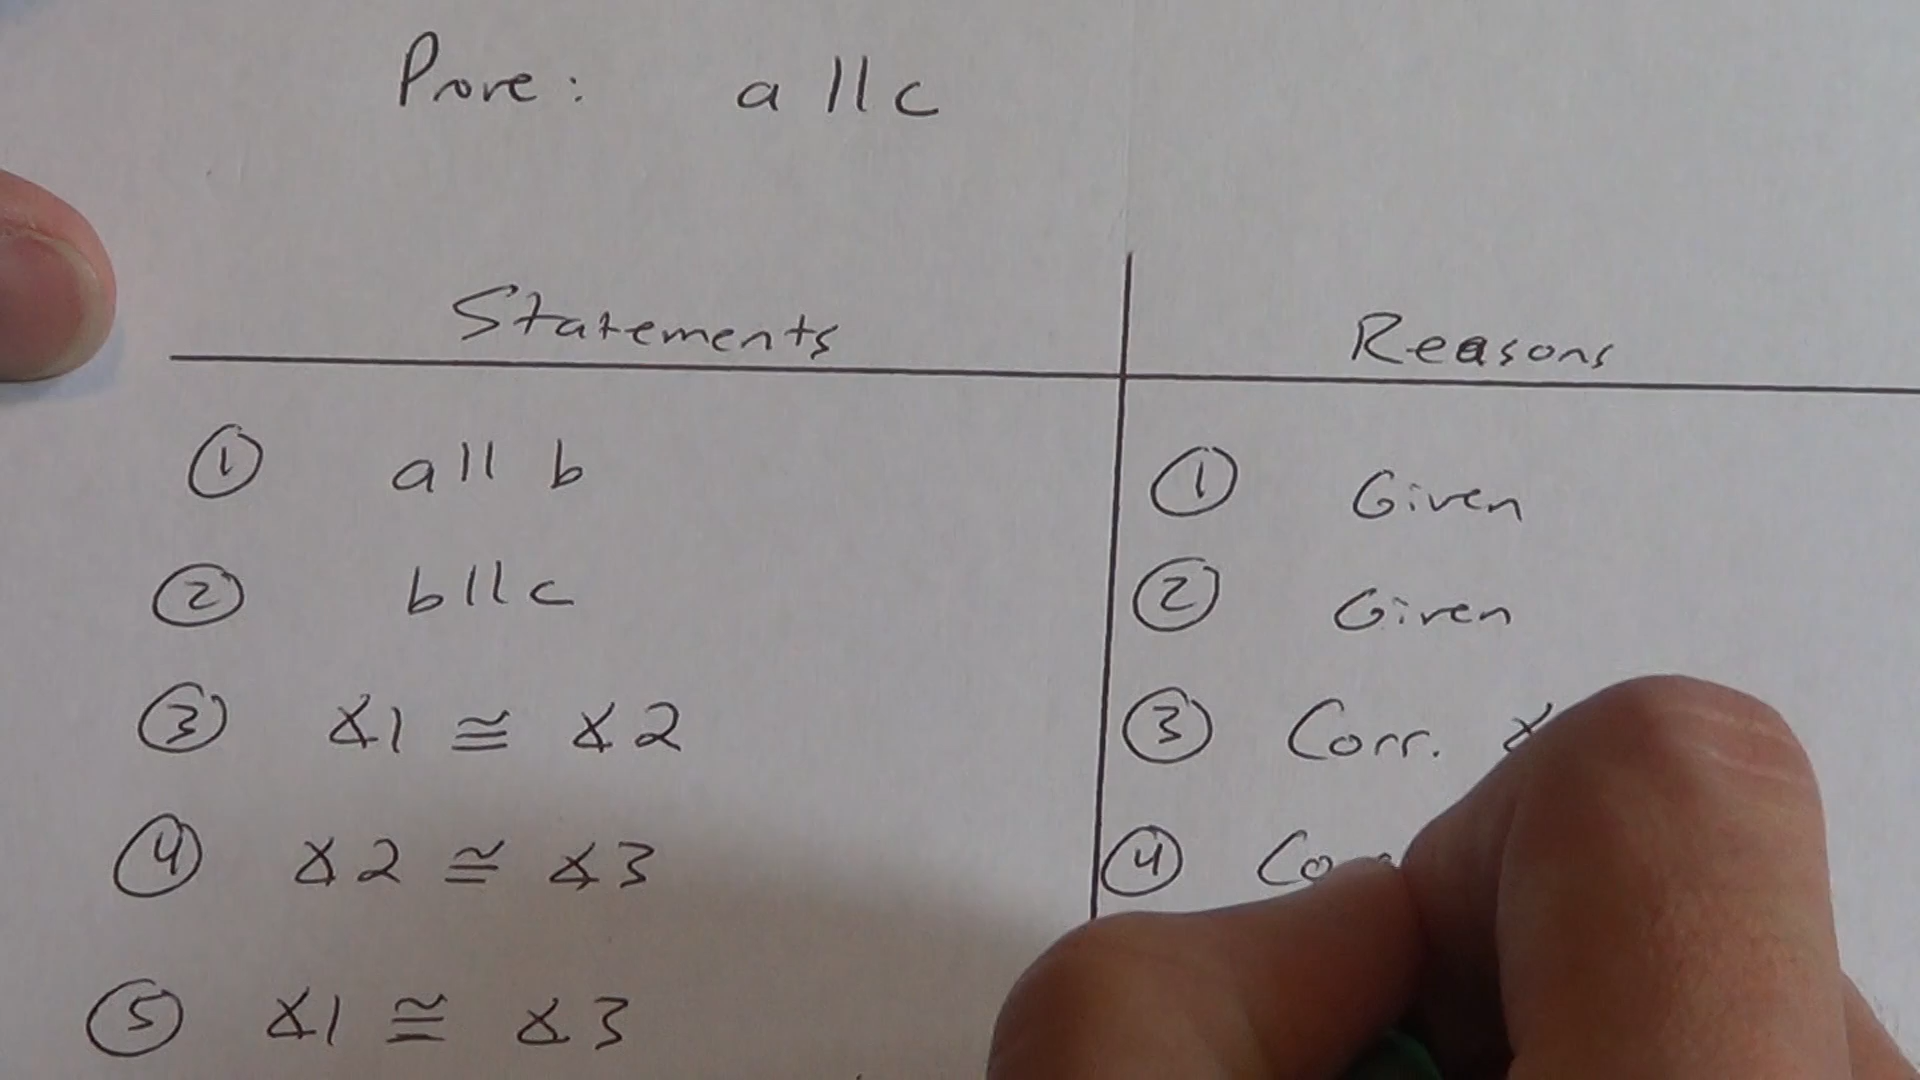 Prove: a || c
Statements
Reasons
① a || b
① Given
② b || c
② Given
③ ∡1 ≅ ∡2
③ Corr. ∡
④ ∡2 ≅ ∡3
④
⑤ ∡1 ≅ ∡3